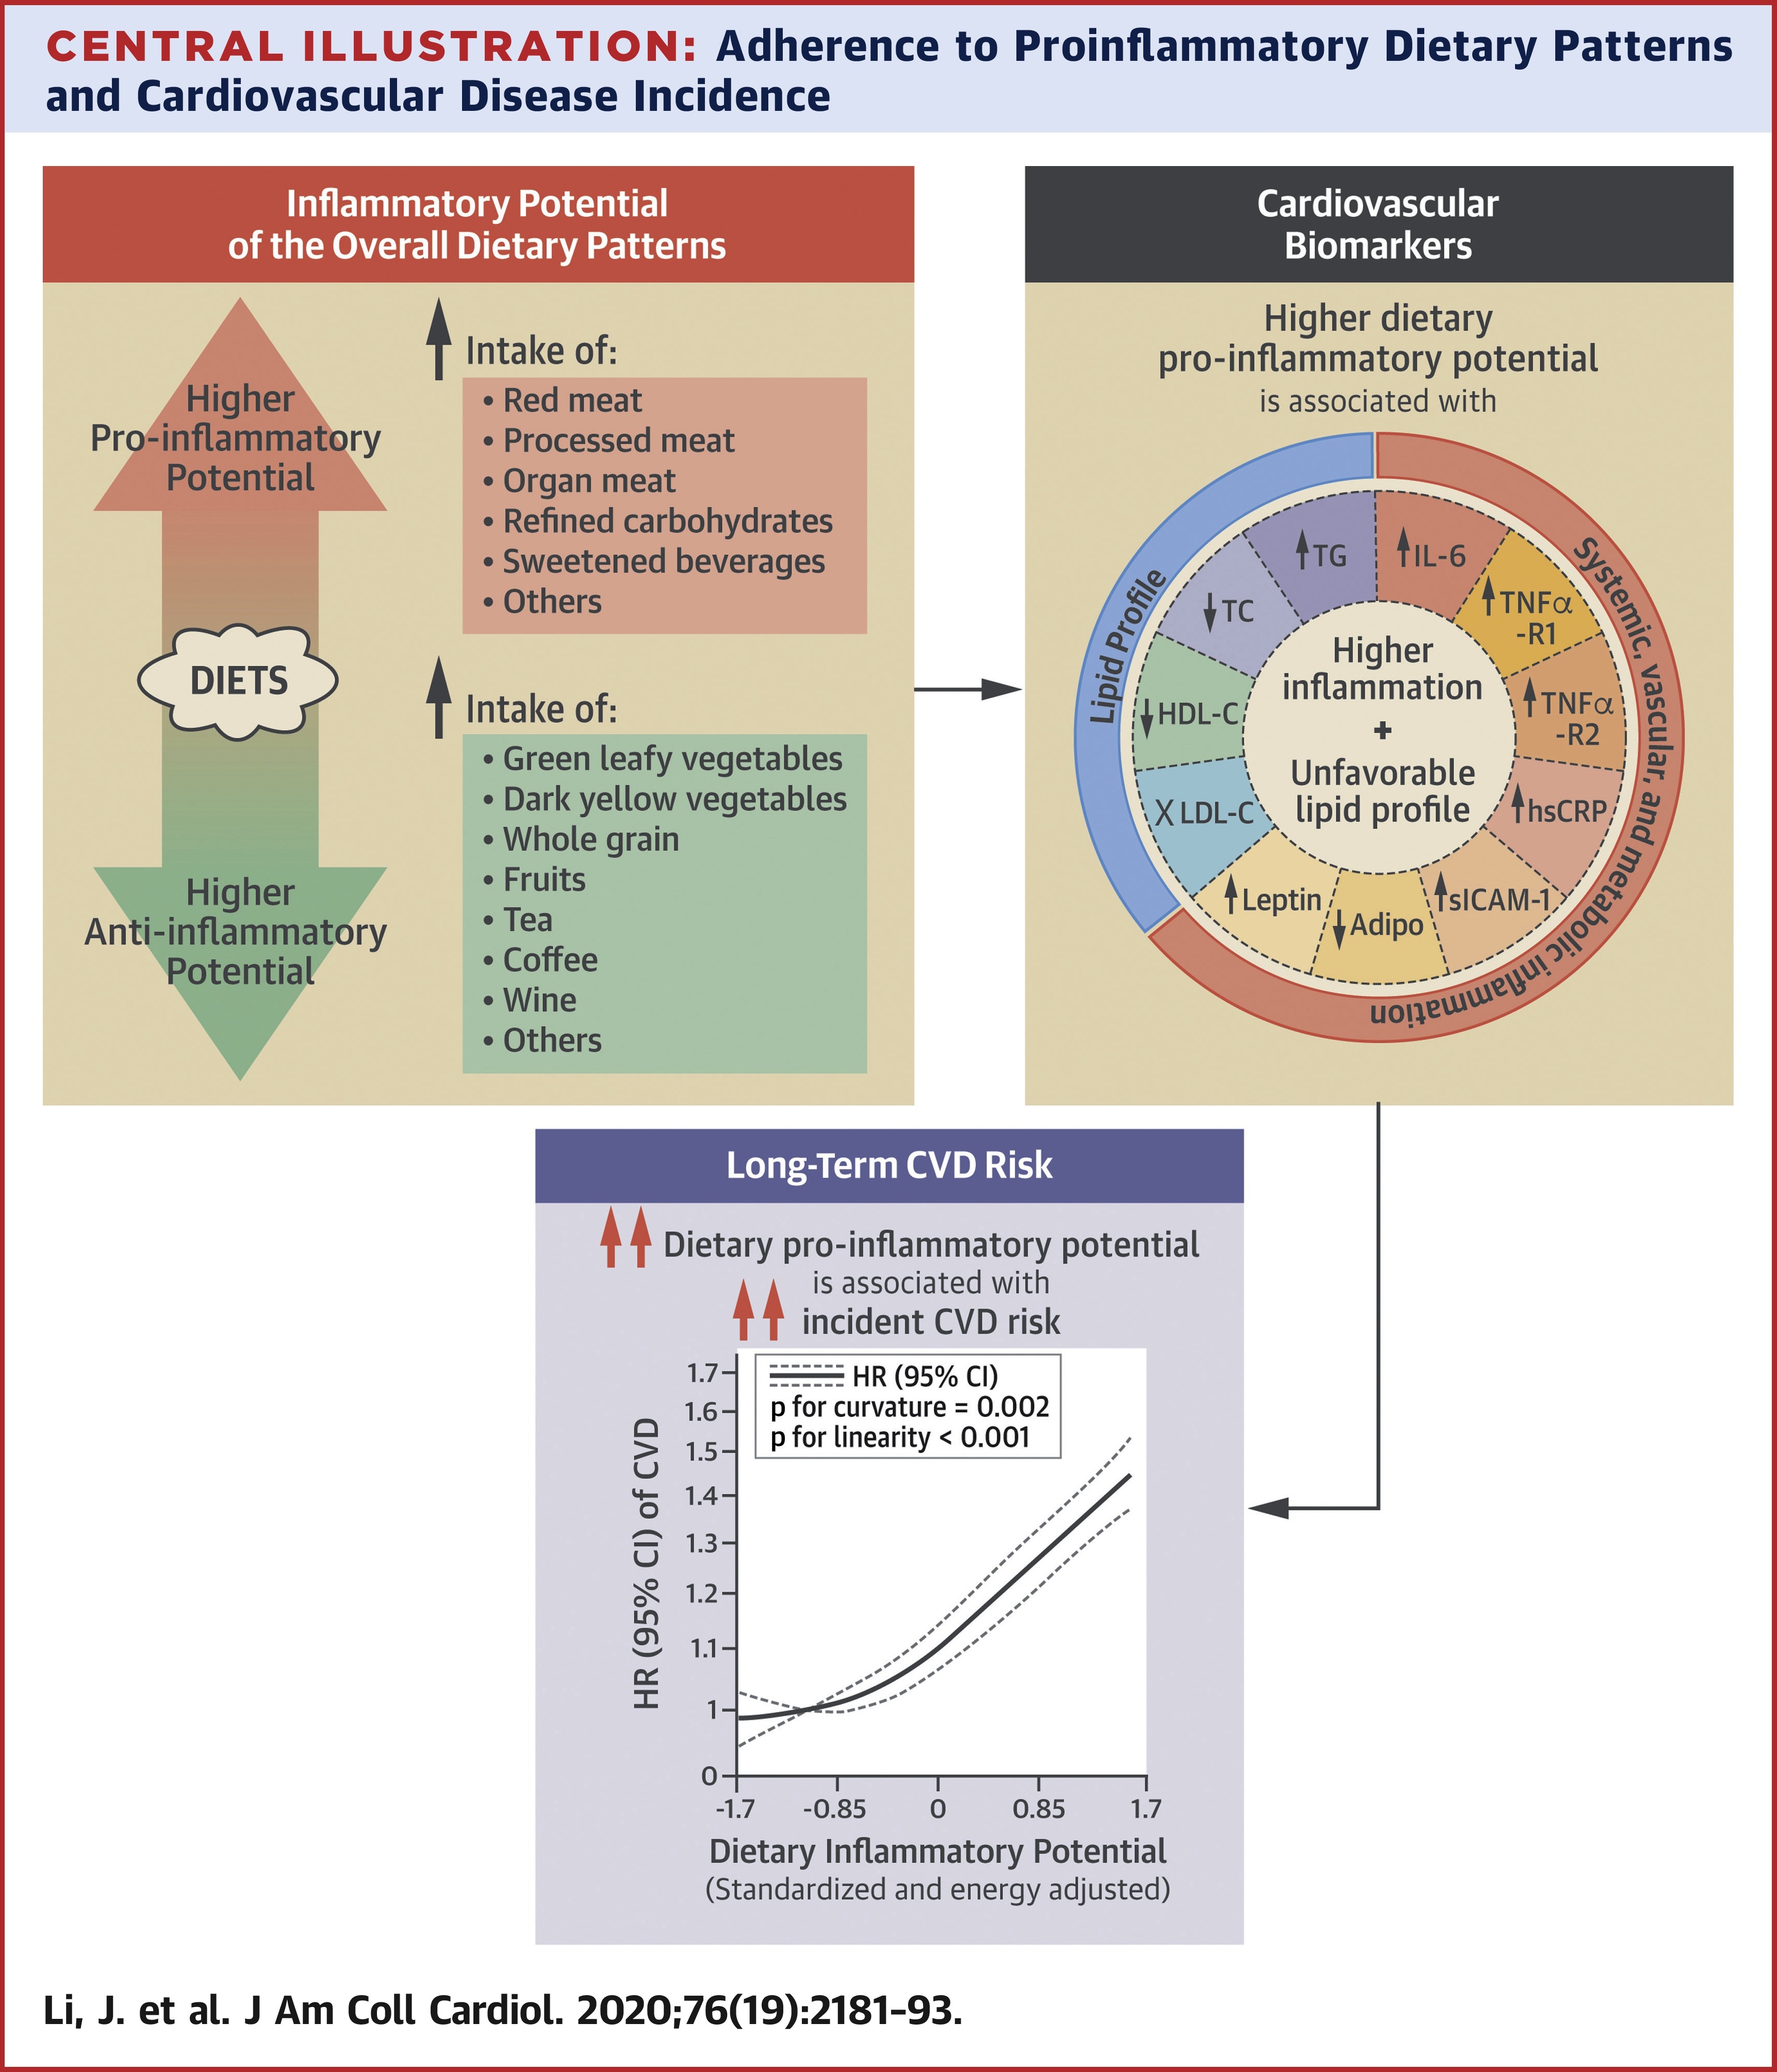 CENTRAL ILLUSTRATION: Adherence to Proinflammatory Dietary Patterns
and Cardiovascular Disease Incidence
Inflammatory Potential
of the Overall Dietary Patterns
Higher
Pro-inflammatory
Potential
DIETS
Higher
Anti-inflammatory
Potential
Intake of:
• Red meat
• Processed meat
• Organ meat
• Refined carbohydrates
• Sweetened beverages
• Others
Intake of:
• Green leafy vegetables
• Dark yellow vegetables
• Whole grain
• Fruits
• Tea
• Coffee
• Wine
• Others
Cardiovascular
Biomarkers
Higher dietary
pro-inflammatory potential
is associated with
Lipid Profile
Systemic, vascular, and metabolic inflammation
↑TG
↑IL-6
↑TNFα
-R1
↑TNFα
-R2
↑hsCRP
↑sICAM-1
↓Adipo
↑Leptin
X LDL-C
↓HDL-C
↓TC
Higher
inflammation
+
Unfavorable
lipid profile
Long-Term CVD Risk
Dietary pro-inflammatory potential
is associated with
incident CVD risk
HR (95% CI)
p for curvature = 0.002
p for linearity < 0.001
HR (95% CI) of CVD
1.7
1.6
1.5
1.4
1.3
1.2
1.1
1
0
-1.7 -0.85 0 0.85 1.7
Dietary Inflammatory Potential
(Standardized and energy adjusted)
Li, J. et al. J Am Coll Cardiol. 2020;76(19):2181–93.